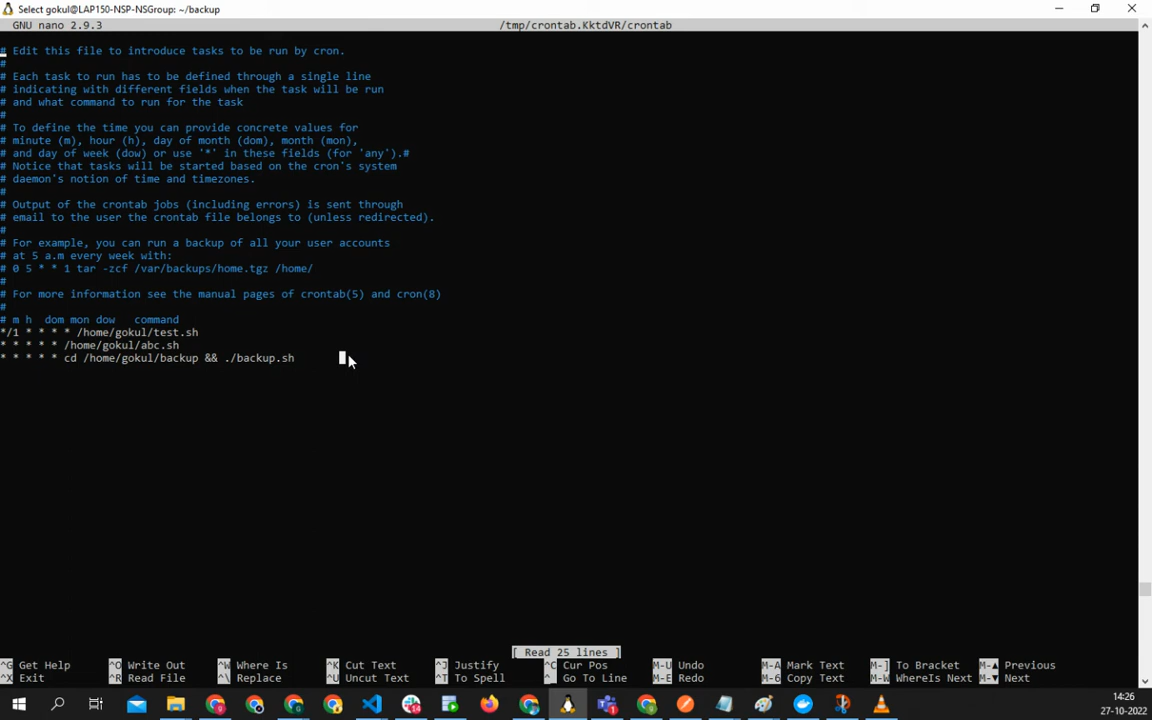 Select gokul@LAP150-NSP-NSGroup: ~/backup
GNU nano 2.9.3 /tmp/crontab.KktdVR/crontab
# Edit this file to introduce tasks to be run by cron.
#
# Each task to run has to be defined through a single line
# indicating with different fields when the task will be run
# and what command to run for the task
#
# To define the time you can provide concrete values for
# minute (m), hour (h), day of month (dom), month (mon),
# and day of week (dow) or use '*' in these fields (for 'any').#
# Notice that tasks will be started based on the cron's system
# daemon's notion of time and timezones.
#
# Output of the crontab jobs (including errors) is sent through
# email to the user the crontab file belongs to (unless redirected).
#
# For example, you can run a backup of all your user accounts
# at 5 a.m every week with:
# 0 5 * * 1 tar -zcf /var/backups/home.tgz /home/
#
# For more information see the manual pages of crontab(5) and cron(8)
#
# m h  dom mon dow   command
*/1 * * * * /home/gokul/test.sh
* * * * * /home/gokul/abc.sh
* * * * * cd /home/gokul/backup && ./backup.sh
[ Read 25 lines ]
^G Get Help ^O Write Out ^W Where Is ^K Cut Text ^J Justify ^C Cur Pos M-U Undo M-A Mark Text M-] To Bracket M-▲ Previous
^X Exit ^R Read File ^\ Replace ^U Uncut Text ^T To Spell ^_ Go To Line M-E Redo M-6 Copy Text M-W WhereIs Next M-▼ Next
14:26
27-10-2022